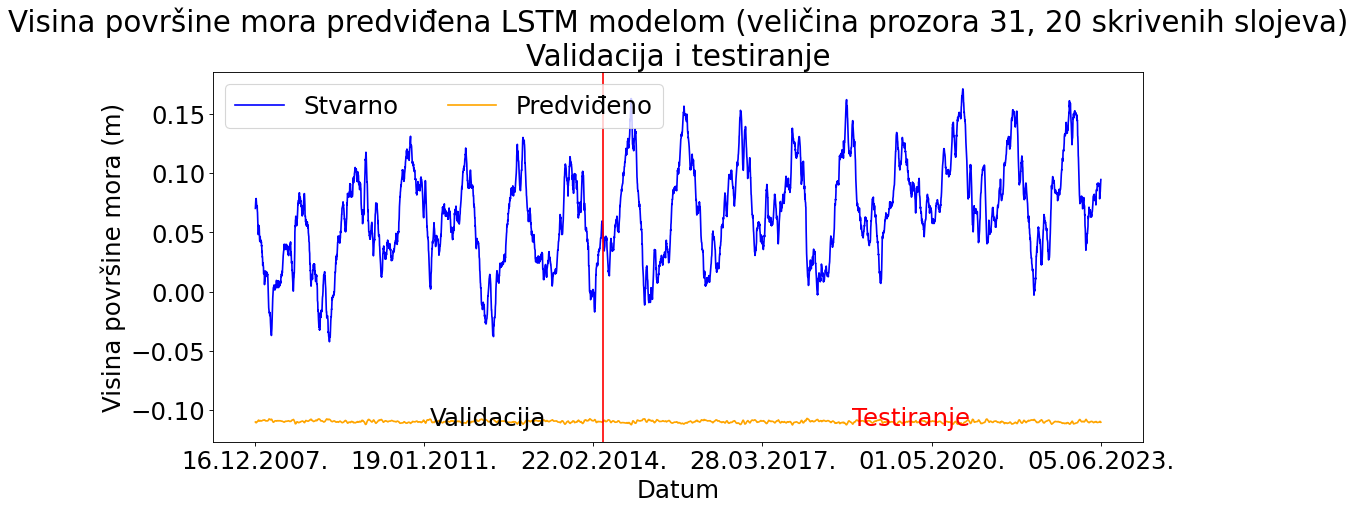 Visina površine mora predviđena LSTM modelom (veličina prozora 31, 20 skrivenih slojeva)
Validacija i testiranje
Stvarno
Predviđeno
Visina površine mora (m)
0.15
0.10
0.05
0.00
−0.05
−0.10
Validacija
Testiranje
16.12.2007.
19.01.2011.
22.02.2014.
28.03.2017.
01.05.2020.
05.06.2023.
Datum